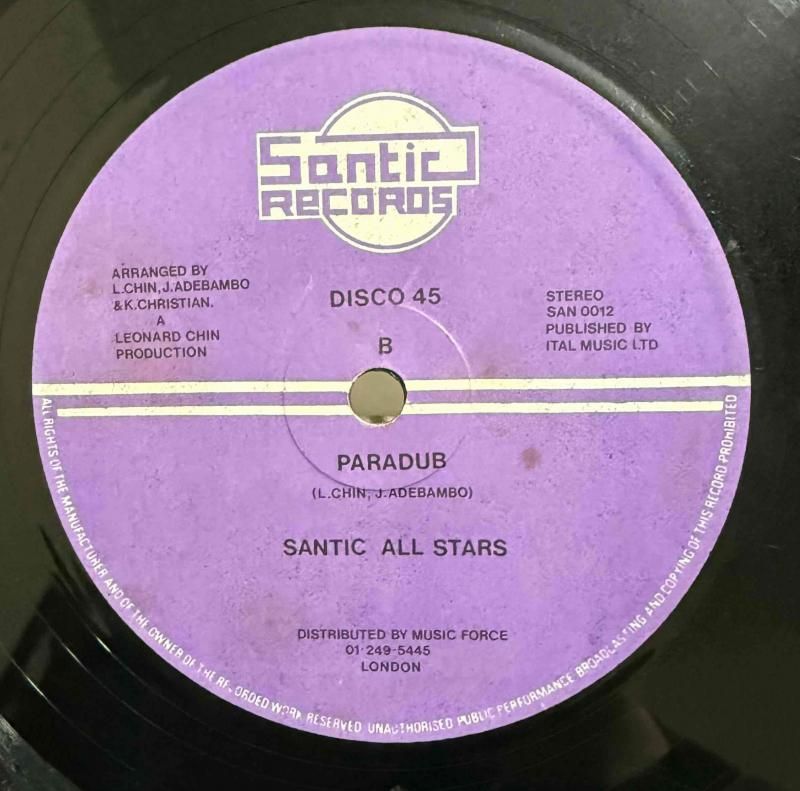 Santic
RECORDS
ARRANGED BY
L.CHIN, J.ADEBAMBO
& K.CHRISTIAN.
A
LEONARD CHIN
PRODUCTION
DISCO 45
B
STEREO
SAN 0012
PUBLISHED BY
ITAL MUSIC LTD
PARADUB
(L.CHIN, J.ADEBAMBO)
SANTIC ALL STARS
DISTRIBUTED BY MUSIC FORCE
01-249-5445
LONDON
ALL RIGHTS OF THE MANUFACTURER AND OF THE OWNER OF THE RECORDED WORK RESERVED UNAUTHORISED PUBLIC PERFORMANCE BROADCASTING AND COPYING OF THIS RECORD PROHIBITED